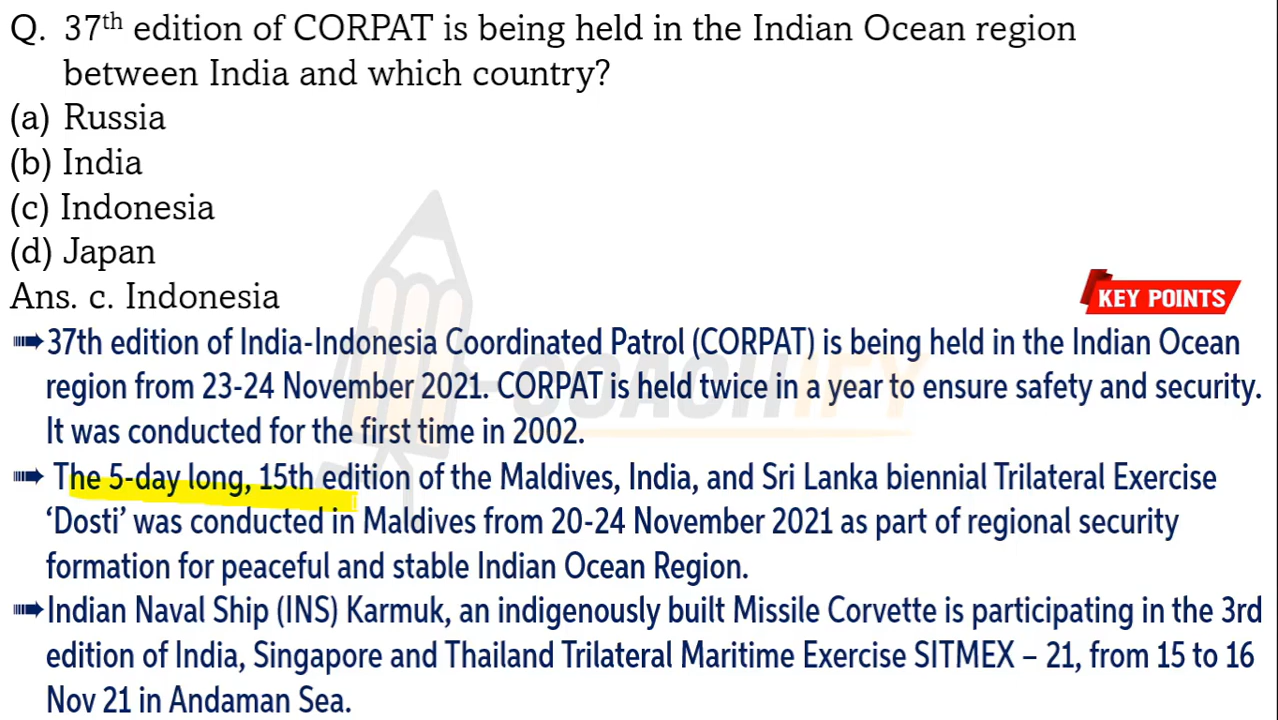 Q. 37th edition of CORPAT is being held in the Indian Ocean region
between India and which country?
(a) Russia
(b) India
(c) Indonesia
(d) Japan
Ans. c. Indonesia
KEY POINTS
➠37th edition of India-Indonesia Coordinated Patrol (CORPAT) is being held in the Indian Ocean
region from 23-24 November 2021. CORPAT is held twice in a year to ensure safety and security.
It was conducted for the first time in 2002.
➠ The 5-day long, 15th edition of the Maldives, India, and Sri Lanka biennial Trilateral Exercise
‘Dosti’ was conducted in Maldives from 20-24 November 2021 as part of regional security
formation for peaceful and stable Indian Ocean Region.
➠Indian Naval Ship (INS) Karmuk, an indigenously built Missile Corvette is participating in the 3rd
edition of India, Singapore and Thailand Trilateral Maritime Exercise SITMEX – 21, from 15 to 16
Nov 21 in Andaman Sea.
COACHIFY